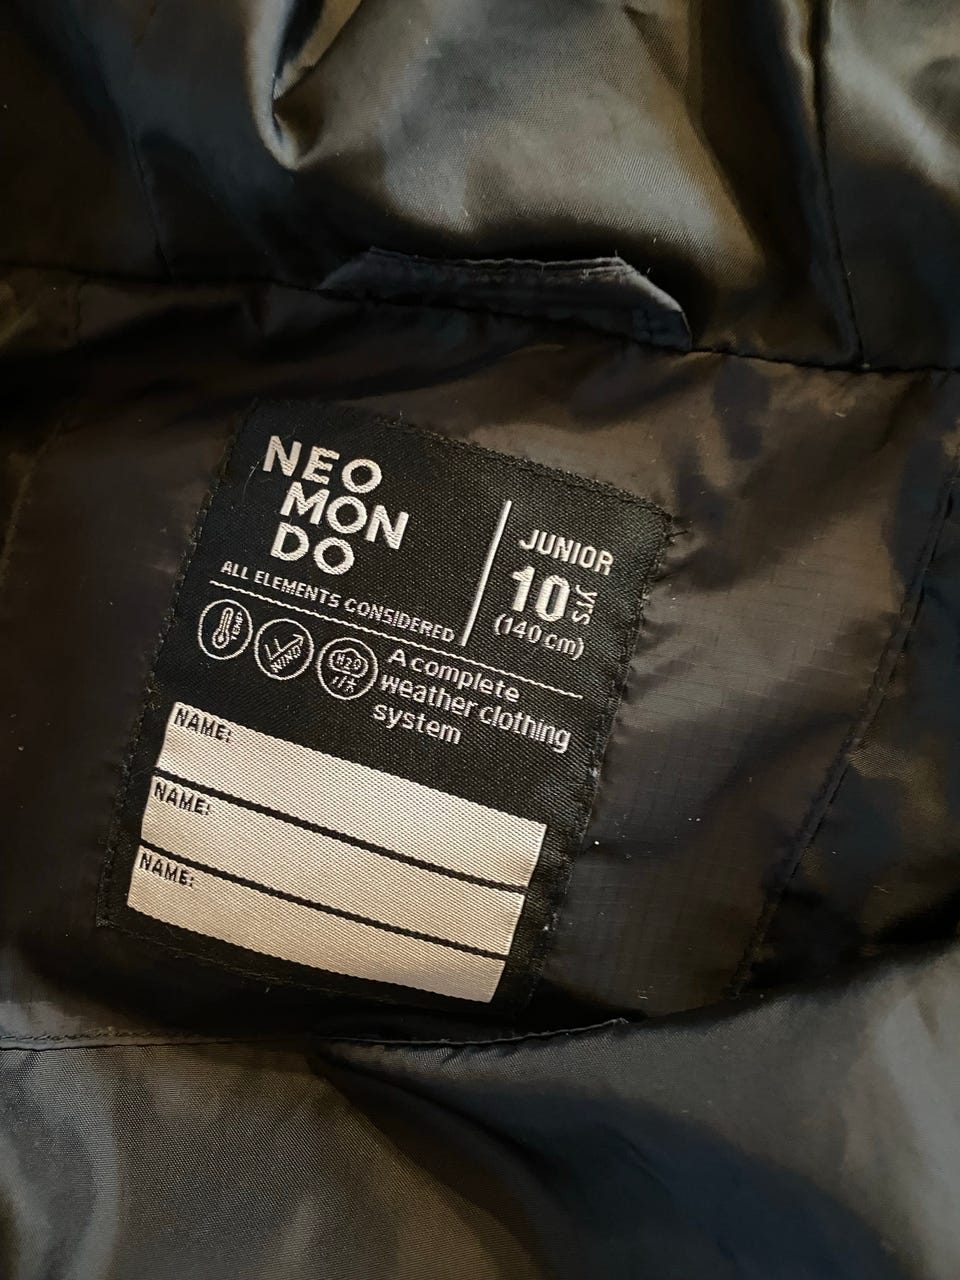 NEO
MON
DO
ALL ELEMENTS CONSIDERED
JUNIOR
10 YRS
(140 cm)
TEMP
WIND
H2O
A complete
weather clothing
system
NAME:
NAME:
NAME: